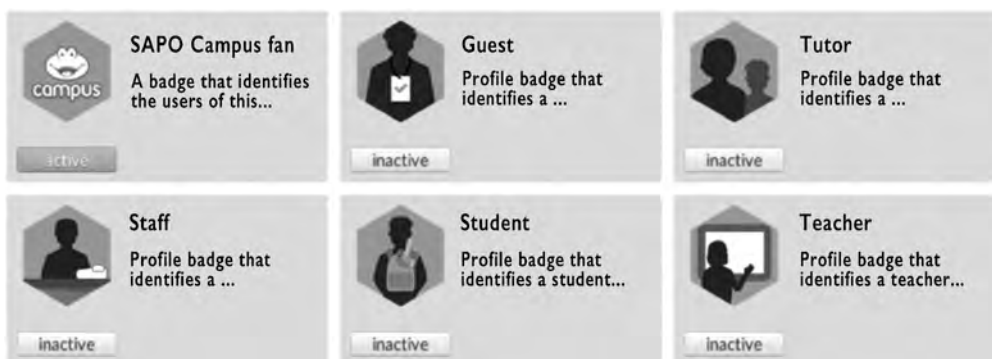 SAPO Campus fan
A badge that identifies
the users of this...
campus
active
Guest
Profile badge that
identifies a ...
inactive
Tutor
Profile badge that
identifies a ...
inactive
Staff
Profile badge that
identifies a ...
inactive
Student
Profile badge that
identifies a student...
inactive
Teacher
Profile badge that
identifies a teacher...
inactive